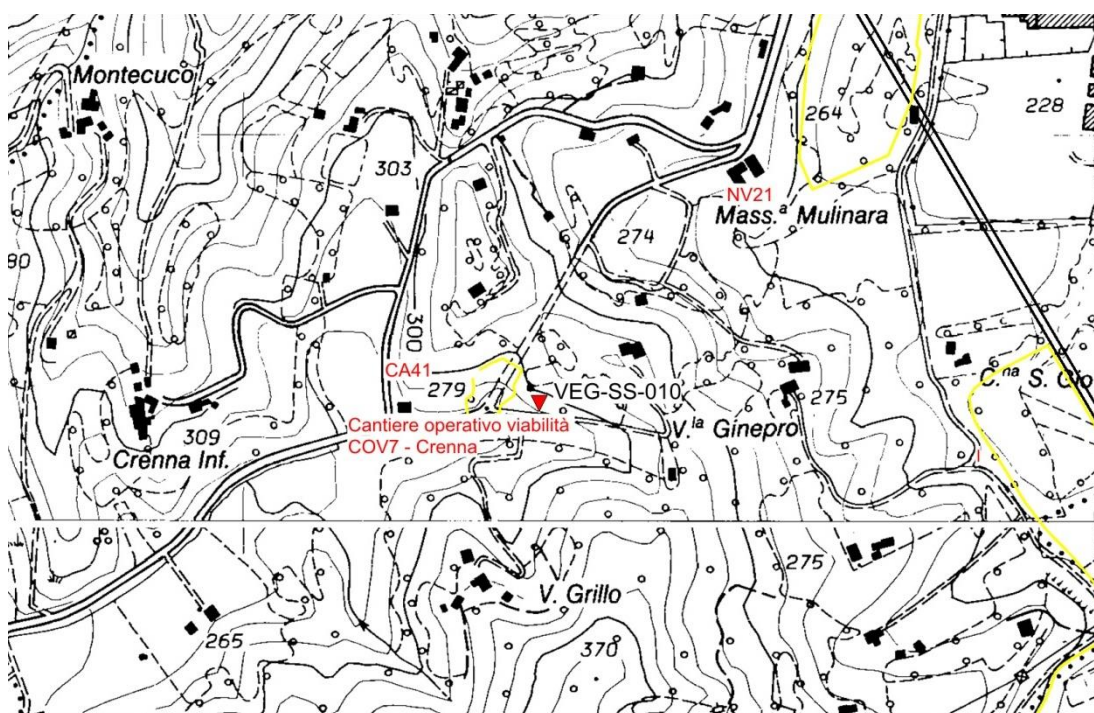 Montecuco
264
228
303
NV21
Mass.ª Mulinara
274
80
300
CA41
279
VEG-SS-010
C.na S. Gio
275
Cantiere operativo viabilità
COV7 - Crenna
V.la Ginepro
309
Crenna Inf.
I
275
V. Grillo
265
370